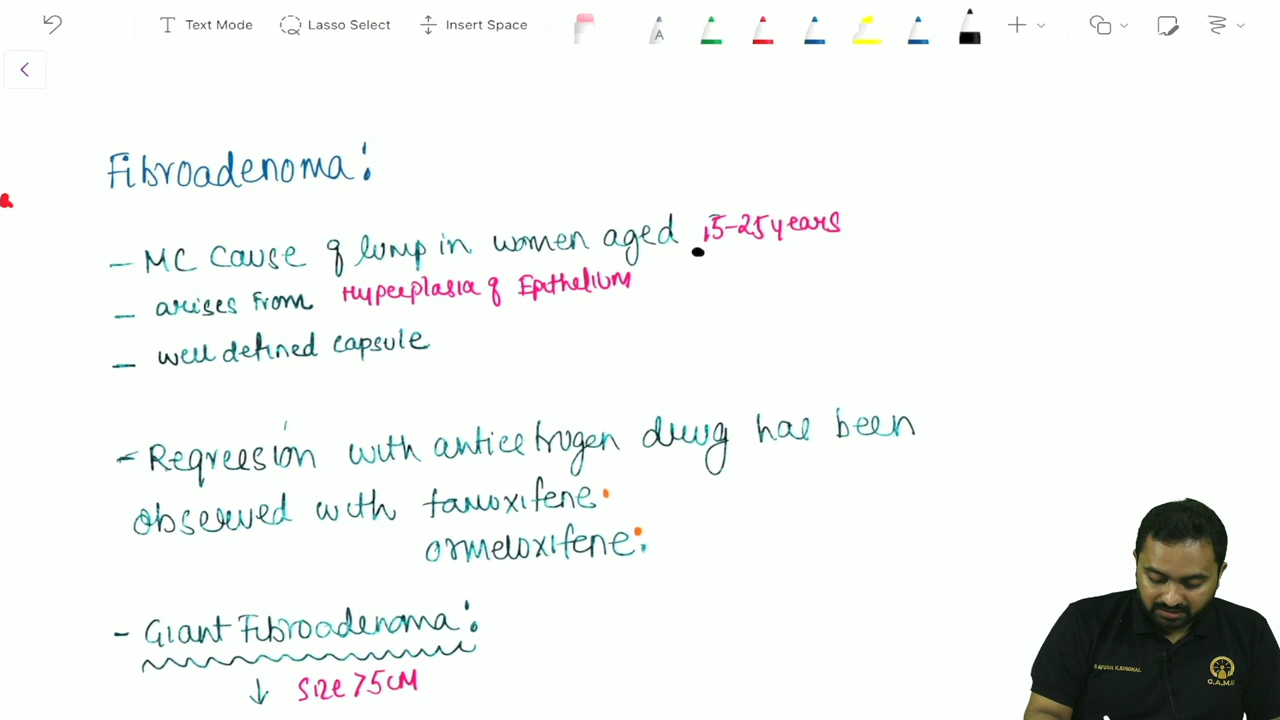 Text Mode
Lasso Select
Insert Space
Fibroadenoma:
- MC cause of lump in women aged 15-25 years
- arises from Hyperplasia of Epithelium
- well defined capsule
- Regression with antiestrogen drug has been
observed with tamoxifene.
ormeloxifene.
- Giant Fibroadenoma:
↓ Size >5 CM
G.A.M.E